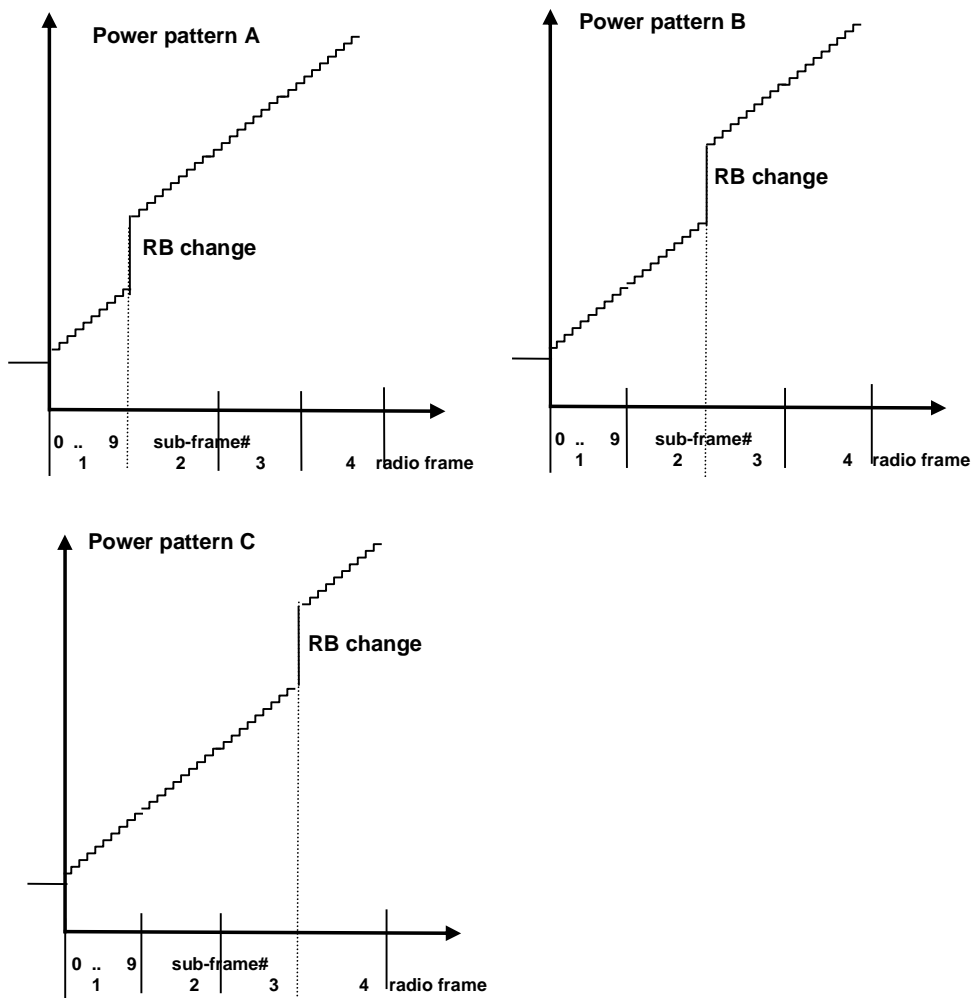 Power pattern A
RB change
0 .. 9 sub-frame#
1 2 3 4 radio frame
Power pattern B
RB change
0 .. 9 sub-frame#
1 2 3 4 radio frame
Power pattern C
RB change
0 .. 9 sub-frame#
1 2 3 4 radio frame